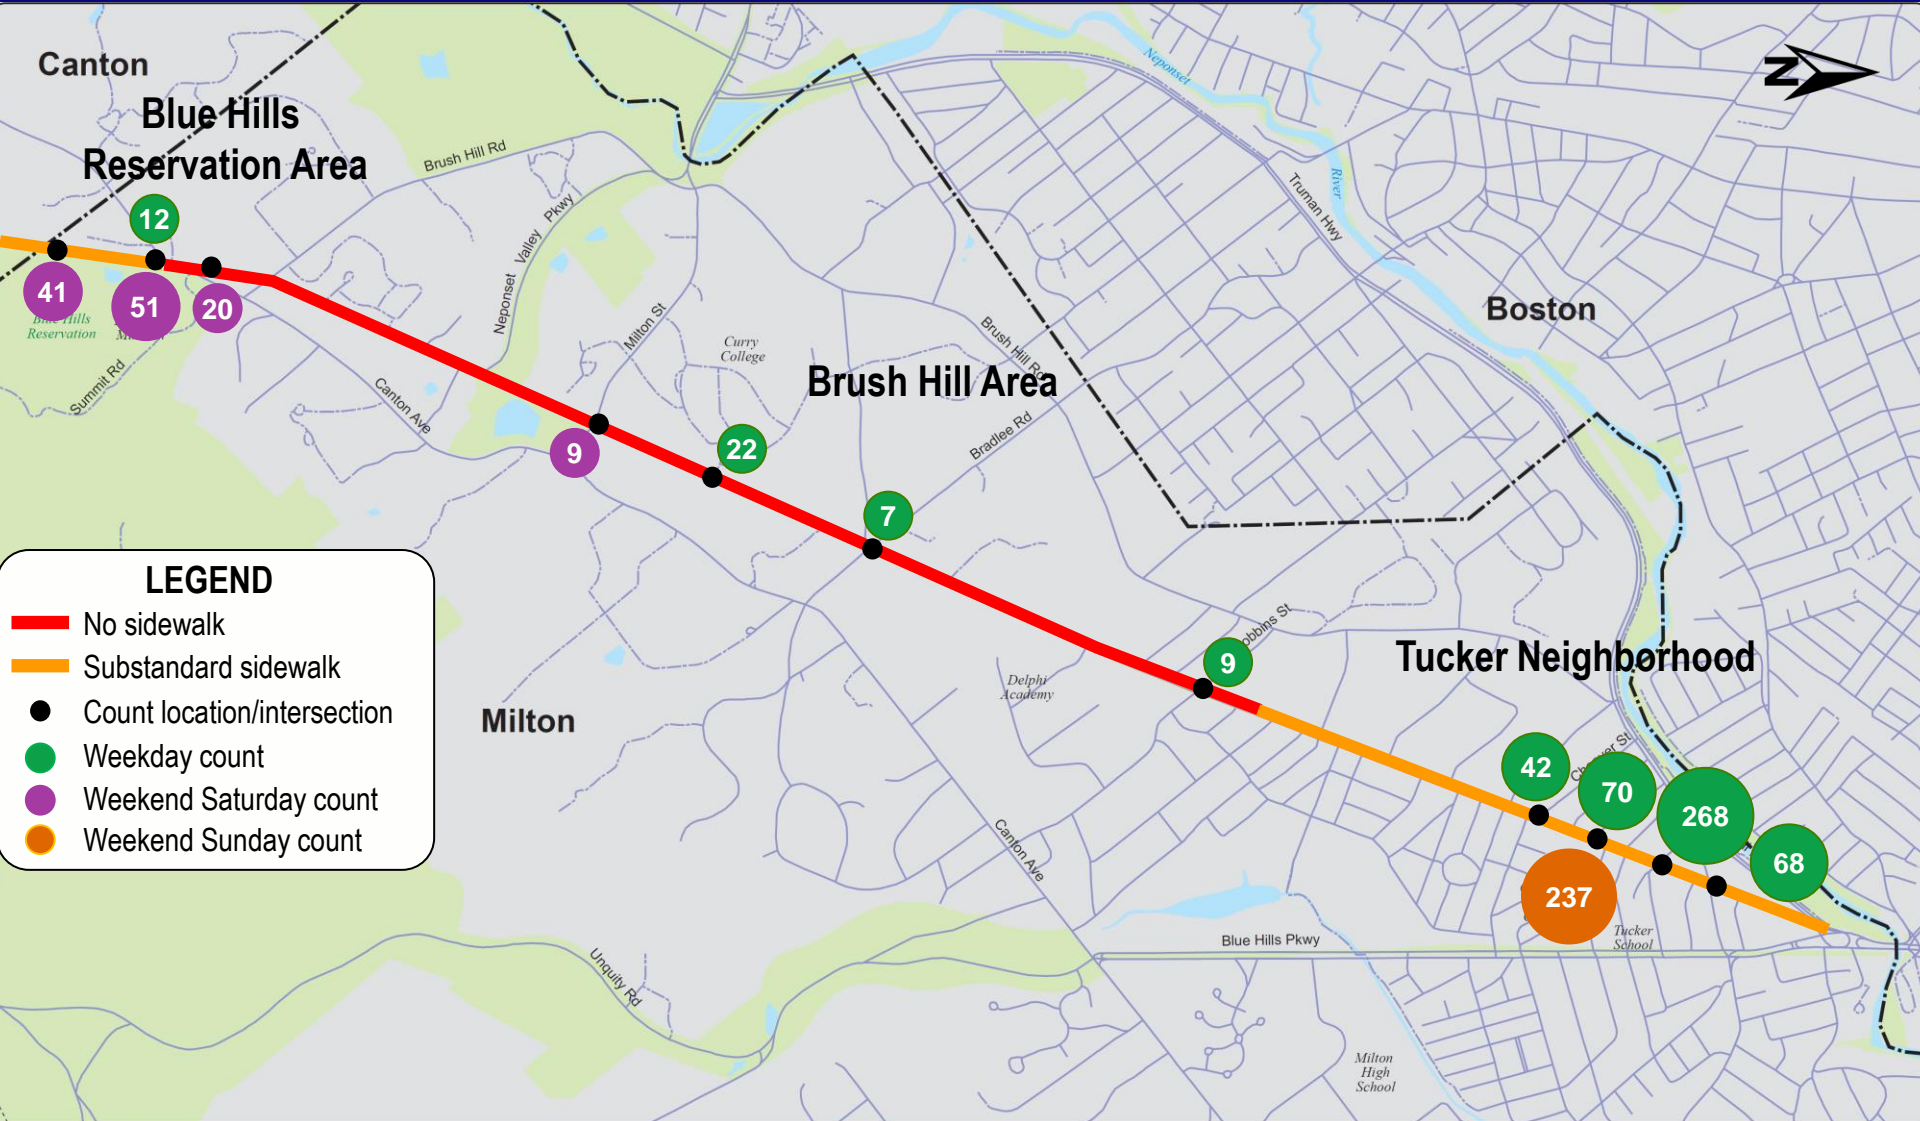 Canton
Blue Hills
Reservation Area
N
Neponset
River
Brush Hill Rd
Truman Hwy
12
41
51
20
Reservation
Summit Rd
Neponset Valley Pkwy
Milton St
Canton Ave
Curry
College
Boston
Brush Hill Rd
Brush Hill Area
Bradlee Rd
9
22
7
LEGEND
No sidewalk
Substandard sidewalk
Count location/intersection
Weekday count
Weekend Saturday count
Weekend Sunday count
9
Tucker Neighborhood
Delphi
Academy
Milton
42
70
268
68
237
Canton Ave
Tucker
School
Blue Hills Pkwy
Unquity Rd
Milton
High
School